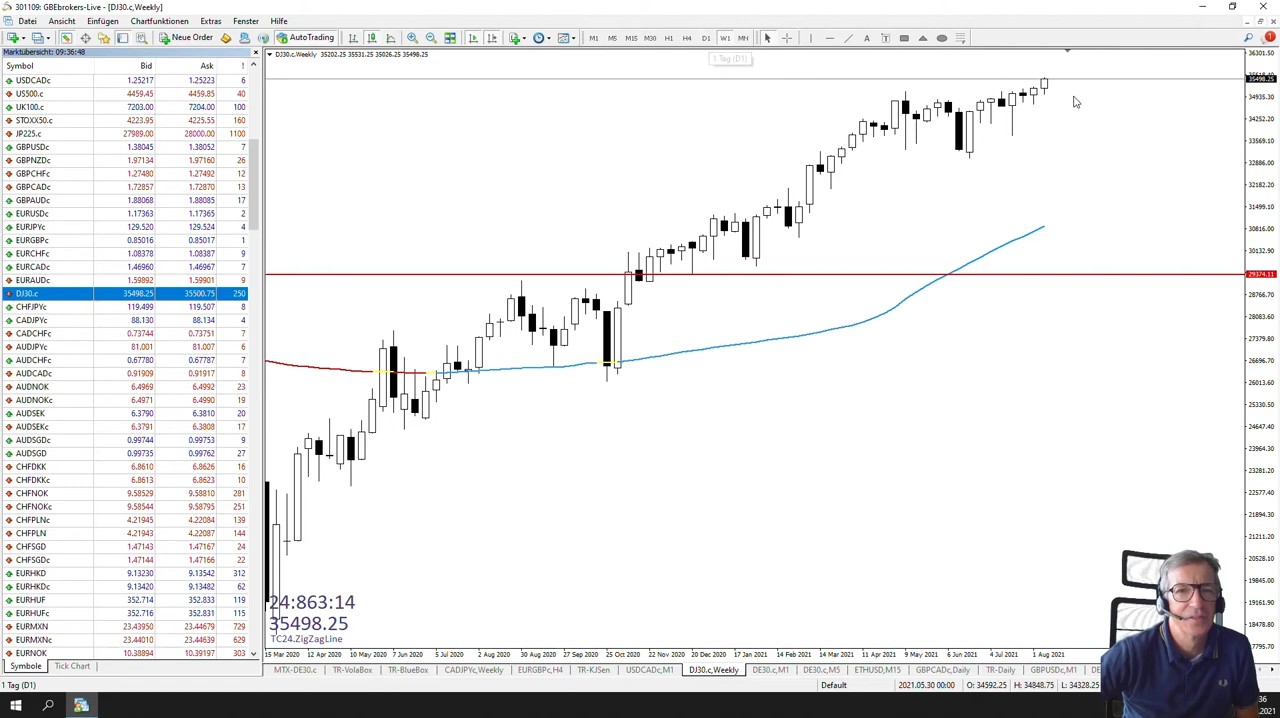 301109: GBEbrokers-Live - [DJ30.c,Weekly]
Datei Ansicht Einfügen Chartfunktionen Extras Fenster Hilfe
New Order AutoTrading M1 M5 M15 M30 H1 H4 D1 W1 MN
Marktübersicht: 09:36:48
DJ30.c,Weekly 35202.25 35531.25 35026.25 35498.25
1 Tag (D1)
Symbol Bid Ask !
USDCADc 1.25217 1.25223 6
US500.c 4459.45 4461.85 40
UK100.c 7203.00 7204.00 100
STOXX50.c 4223.95 4225.55 160
JP225.c 27989.00 28000.00 1100
GBPUSDc 1.38045 1.38052 7
GBPNZDc 1.97134 1.97160 26
GBPCHFc 1.27480 1.27492 12
GBPCADc 1.72857 1.72870 13
GBPAUDc 1.88068 1.88085 17
EURUSDc 1.17363 1.17365 2
EURJPYc 129.520 129.524 4
EURGBPc 0.85016 0.85017 1
EURCHFc 1.08378 1.08387 9
EURCADc 1.46960 1.46967 7
EURAUDc 1.59892 1.59901 9
DJ30.c 35498.25 35500.75 250
CHFJPYc 119.499 119.507 8
CADJPYc 88.130 88.134 4
CADCHFc 0.73744 0.73751 7
AUDJPYc 81.001 81.007 6
AUDCHFc 0.67780 0.67787 7
AUDCADc 0.91909 0.91917 8
AUDNOK 6.4969 6.4992 23
AUDNOKc 6.4971 6.4990 19
AUDSEK 6.3790 6.3810 20
AUDSEKc 6.3791 6.3808 17
AUDSGDc 0.99744 0.99753 9
AUDSGD 0.99735 0.99762 27
CHFDKK 6.8610 6.8626 16
CHFDKKc 6.8613 6.8623 10
CHFNOK 9.58529 9.58810 281
CHFNOKc 9.58544 9.58795 251
CHFPLNc 4.21945 4.22084 139
CHFPLN 4.21943 4.22087 144
CHFSGD 1.47143 1.47167 24
CHFSGDc 1.47144 1.47166 22
EURHKD 9.13230 9.13542 312
EURHKDc 9.13420 9.13482 62
EURHUF 352.714 352.833 119
EURHUFc 352.716 352.831 115
EURMXN 23.43950 23.44679 729
EURMXNc 23.44010 23.44639 629
EURNOK 10.38894 10.39197 303
36301.50
35498.25
34935.30
34252.20
33569.10
32886.00
32182.20
31499.10
30816.00
30132.90
29374.11
28766.70
27379.80
26696.70
26013.60
25330.50
24647.40
23964.30
23281.20
22577.40
21894.30
21211.20
20528.10
19845.00
19161.90
18479.80
17795.70
24:863:14
35498.25
TC24.ZigZagLine
15 Mar 2020 12 Apr 2020 10 May 2020 7 Jun 2020 5 Jul 2020 2 Aug 2020 30 Aug 2020 27 Sep 2020 25 Oct 2020 22 Nov 2020 20 Dec 2020 17 Jan 2021 14 Feb 2021 14 Mar 2021 11 Apr 2021 9 May 2021 6 Jun 2021 4 Jul 2021 1 Aug 2021
Symbole Tick Chart
MTX-DE30.c TR-VolaBox TR-BlueBox CADJPYc,Weekly EURGBPc,H4 TR-KJSen USDCADc,M1 DJ30.c,Weekly DE30.c,M1 DE30.c,M5 ETHUSD,M15 GBPCADc,Daily TR-Daily GBPUSDc,M1
1 Tag (D1) Default 2021.05.30 00:00 O: 34592.25 H: 34848.75 L: 34328.25